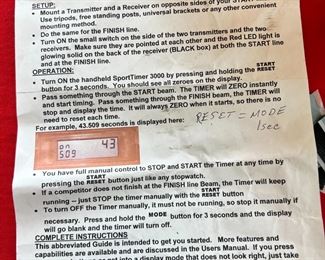 SETUP:
• Mount a Transmitter and a Receiver on opposite sides of your START
Use tripods, free standing posts, universal brackets or any other convenient
mounting method.
• Do the same for the FINISH line.
• Turn ON the small switch on the side of the two transmitters and the two
receivers. Make sure they are pointed at each other and the Red LED light is
glowing solid on the back of the receiver (BLACK box) at both the START line
and at the FINISH line.
OPERATION:
• Turn ON the handheld SportTimer 3000 by pressing and holding the START RESET
button for 3 seconds. You should see all zeros on the display.
• Pass something through the START beam. The TIMER will ZERO instantly
and start timing. Pass something through the FINISH beam, the TIMER will
stop and display the time. It will always ZERO when it starts, so there is no
need to reset each time.
For example, 43.509 seconds is displayed here:
RESET = MODE
1sec
on 43
509
• You have full manual control to STOP and START the Timer at any time by
pressing the START RESET button just like any stopwatch.
• If a competitor does not finish at the FINISH line Beam, the Timer will keep
running -- just STOP the timer manually with the START RESET button
• To turn OFF the Timer manually, it must not be running, so stop it manually if
necessary. Press and hold the MODE button for 3 seconds and the display
will go blank and the timer will turn off.
COMPLETE INSTRUCTIONS
This abbreviated Guide is intended to get you started. More features and
capabilities are available and are discussed in the Users Manual. If you press
into a display mode that does not look right, just take